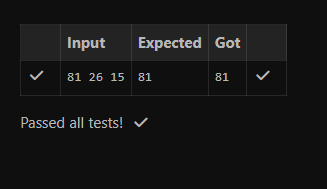 Input Expected Got
81 26 15 81 81
Passed all tests!